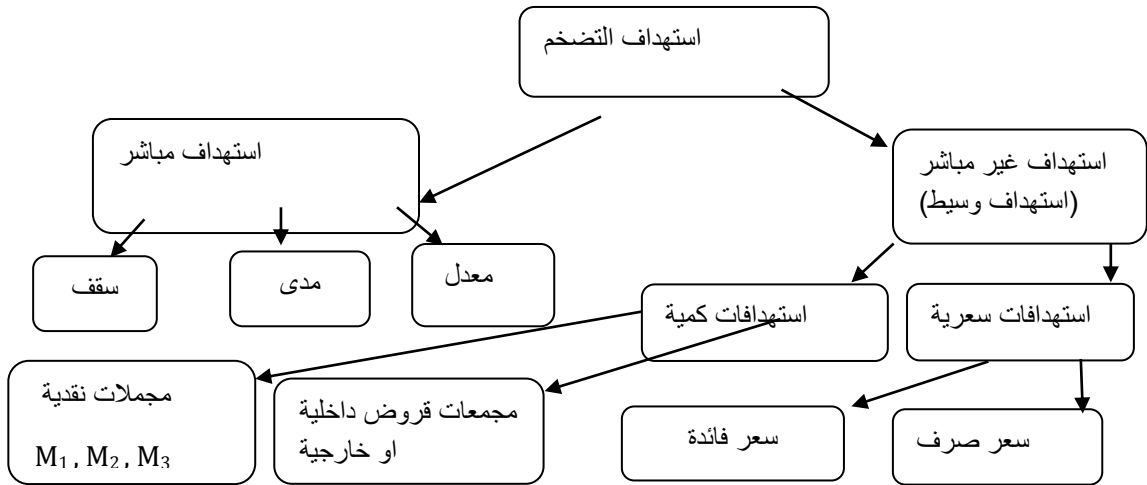 استهداف التضخم
استهداف مباشر
استهداف غير مباشر
(استهداف وسيط)
معدل
مدى
سقف
استهدافات سعرية
استهدافات كمية
مجملات نقدية
M₁, M₂, M₃
مجمعات قروض داخلية
او خارجية
سعر فائدة
سعر صرف